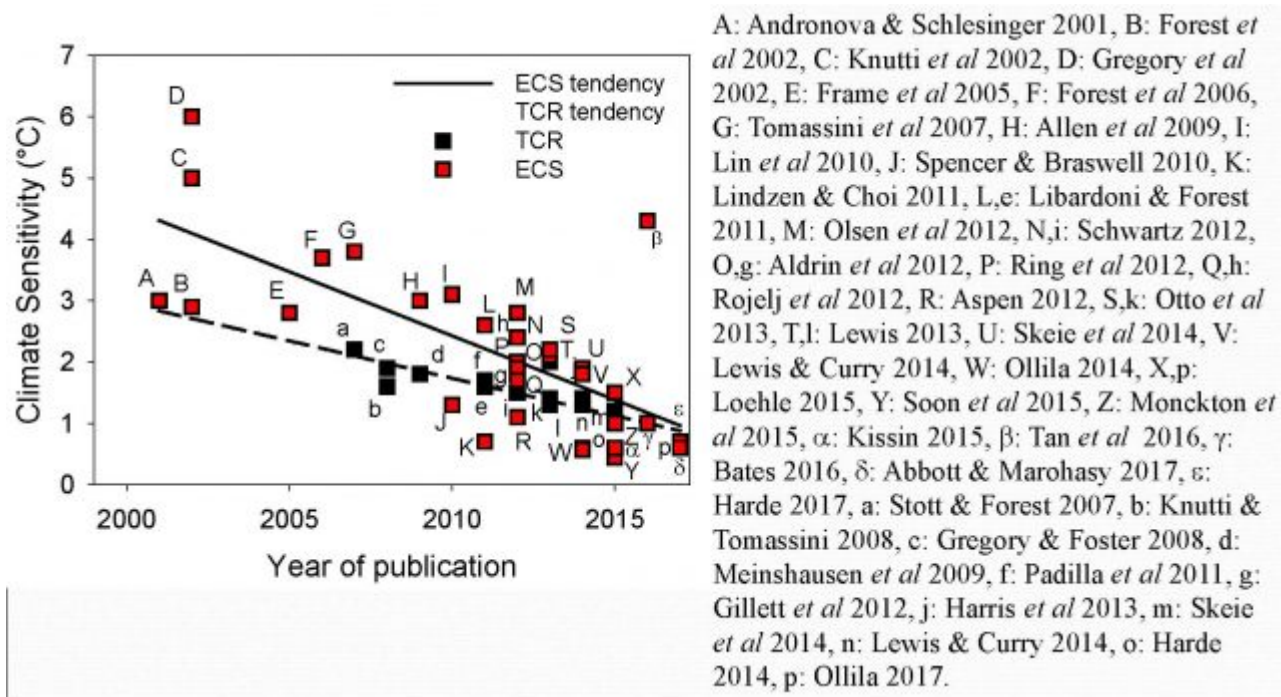 7
6
5
4
3
2
1
0
Climate Sensitivity (°C)
2000 2005 2010 2015
Year of publication
ECS tendency
TCR tendency
TCR
ECS
D
C
A
B
E
F
G
H
I
J
K
L
M
N
h
P
O
g
Q
i
R
S
T
U
V
W
X
Z
α
Y
β
γ
δ
ε
a
b
c
d
e
f
k
l
n
o
p
A: Andronova & Schlesinger 2001, B: Forest et
al 2002, C: Knutti et al 2002, D: Gregory et al
2002, E: Frame et al 2005, F: Forest et al 2006,
G: Tomassini et al 2007, H: Allen et al 2009, I:
Lin et al 2010, J: Spencer & Braswell 2010, K:
Lindzen & Choi 2011, L,e: Libardoni & Forest
2011, M: Olsen et al 2012, N,i: Schwartz 2012,
O,g: Aldrin et al 2012, P: Ring et al 2012, Q,h:
Rojelj et al 2012, R: Aspen 2012, S,k: Otto et al
2013, T,l: Lewis 2013, U: Skeie et al 2014, V:
Lewis & Curry 2014, W: Ollila 2014, X,p:
Loehle 2015, Y: Soon et al 2015, Z: Monckton
et al 2015, α: Kissin 2015, β: Tan et al 2016, γ:
Bates 2016, δ: Abbott & Marohasy 2017, ε:
Harde 2017, a: Stott & Forest 2007, b: Knutti &
Tomassini 2008, c: Gregory & Foster 2008, d:
Meinshausen et al 2009, f: Padilla et al 2011, g:
Gillett et al 2012, j: Harris et al 2013, m: Skeie
et al 2014, n: Lewis & Curry 2014, o: Harde
2014, p: Ollila 2017.